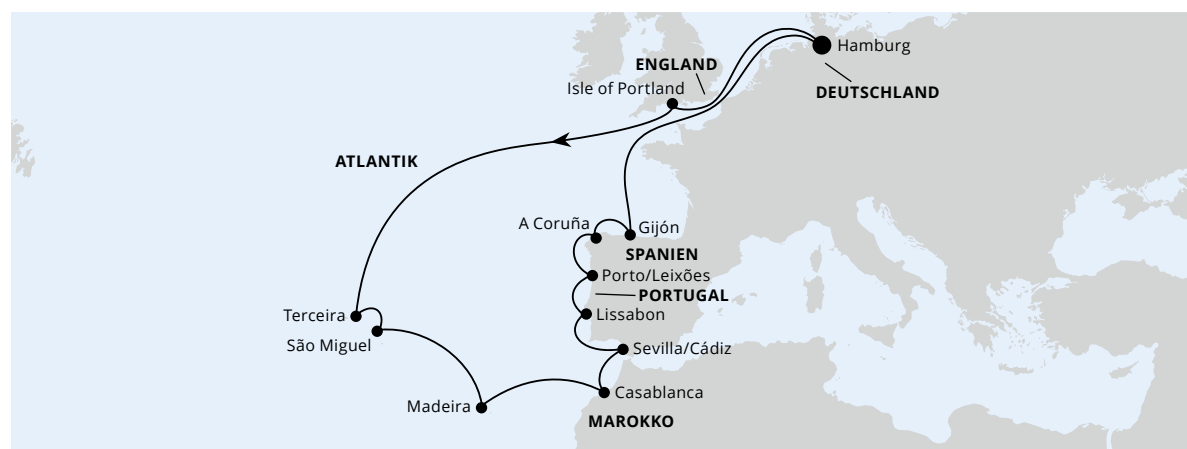 Hamburg
ENGLAND
Isle of Portland
DEUTSCHLAND
ATLANTIK
A Coruña
Gijón
SPANIEN
Porto/Leixões
PORTUGAL
Terceira
Lissabon
São Miguel
Sevilla/Cádiz
Casablanca
Madeira
MAROKKO